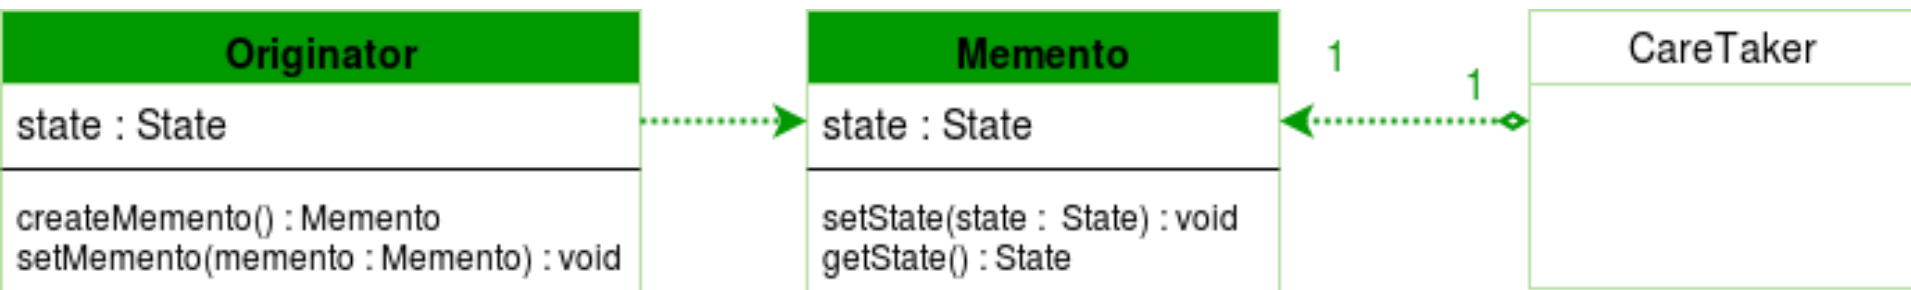 Originator
state : State
createMemento() : Memento
setMemento(memento : Memento) : void
Memento
state : State
setState(state : State) : void
getState() : State
1
1
CareTaker